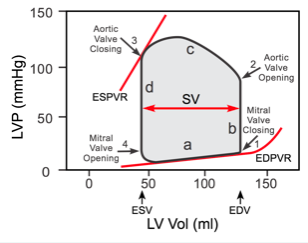 LVP (mmHg)
150
100
50
0
Aortic
Valve
Closing
3
c
2
Aortic
Valve
Opening
d
ESPVR
SV
Mitral
Valve
Closing
b
1
Mitral
Valve
Opening
4
a
EDPVR
0
50
100
150
ESV
EDV
LV Vol (ml)